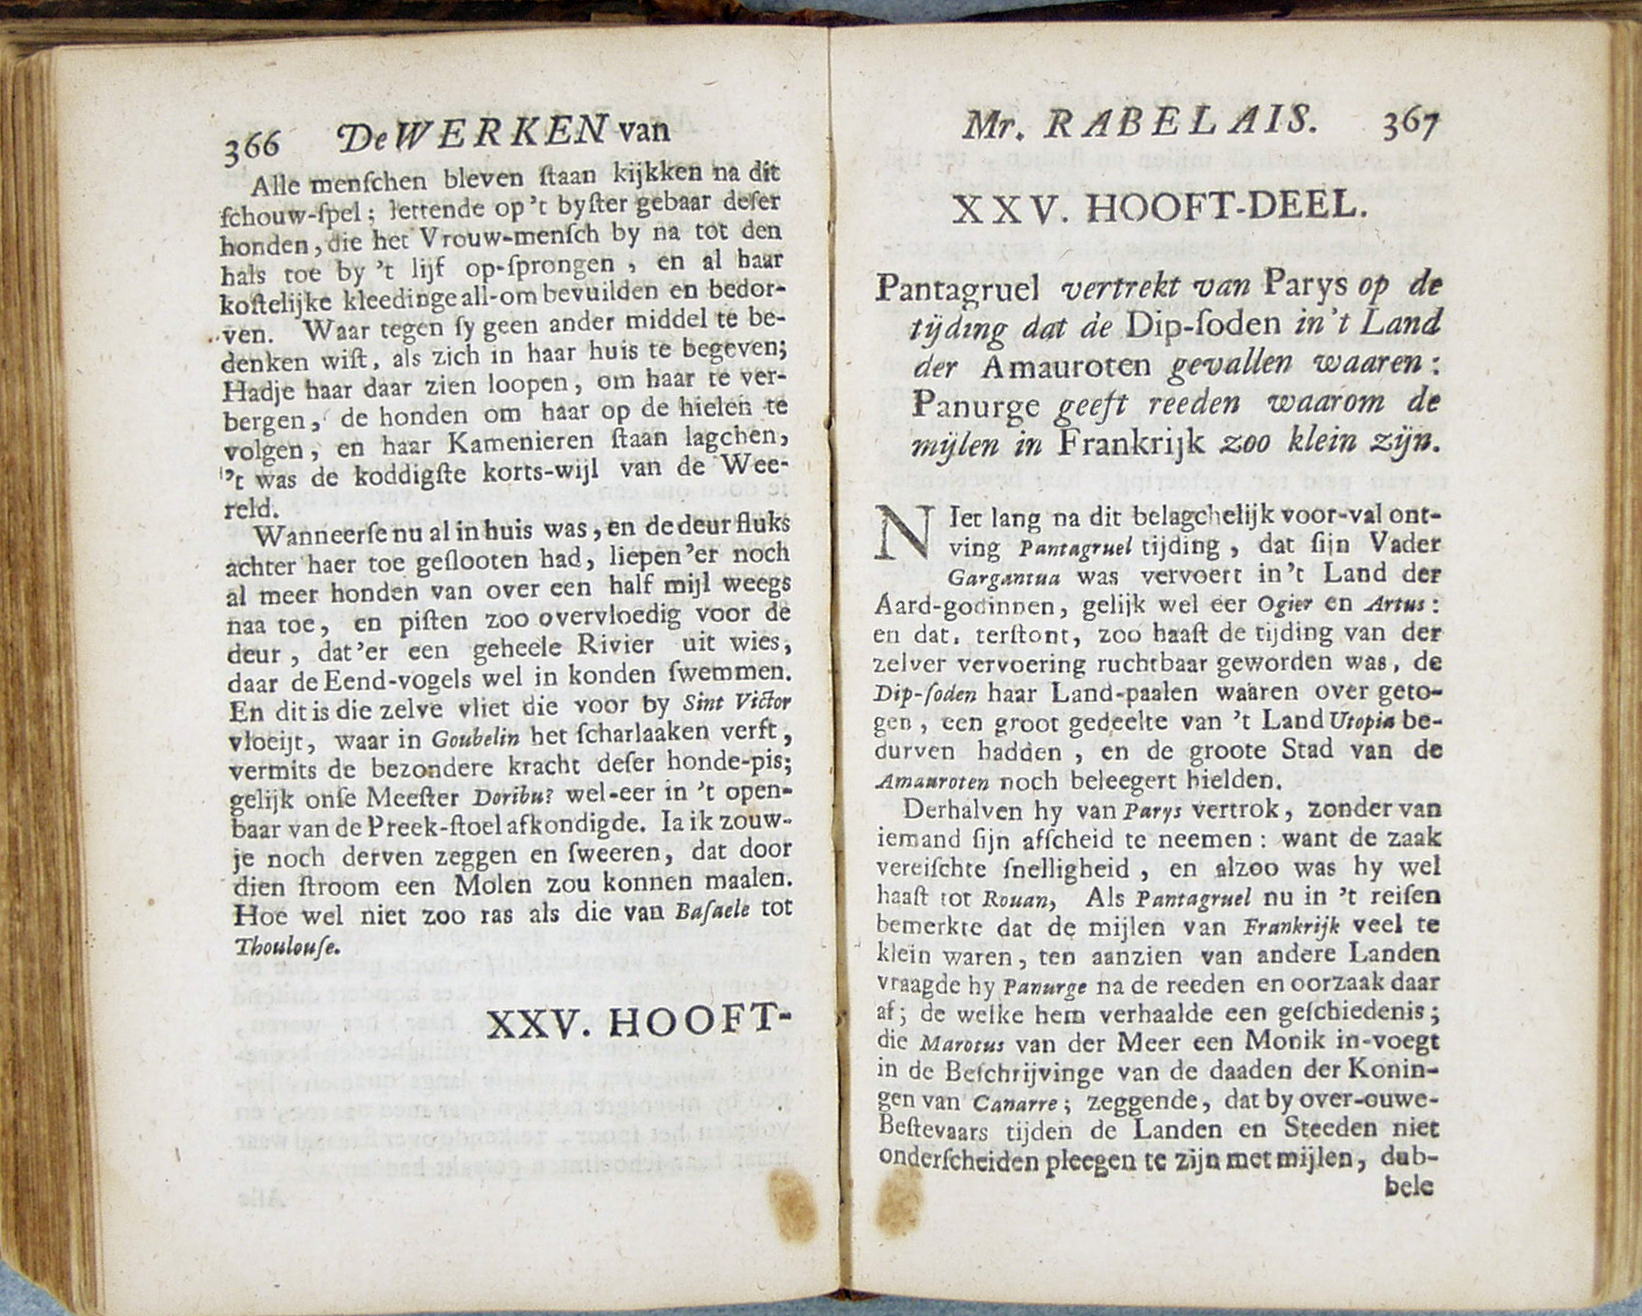 366 De WERKEN van
Alle menſchen bleven ſtaan kijkken na dit
ſchouw-ſpel; lettende op 't byſter gebaar deſer
honden, die het Vrouw-menſch by na tot den
hals toe by 't lijf op-ſprongen, en al haar
koſtelijke kleedinge all-om bevuilden en bedor-
ven. Waar tegen ſy geen ander middel te be-
denken wiſt, als zich in haar huis te begeven;
Hadje haar daar zien loopen, om haar te ver-
bergen, de honden om haar op de hielen te
volgen, en haar Kamenieren ſtaan lagchen,
't was de koddigſte korts-wijl van de Wee-
reld.
Wanneerſe nu al in huis was, en de deur fluks
achter haer toe geſlooten had, liepen 'er noch
al meer honden van over een half mijl weegs
naa toe, en piſten zoo overvloedig voor de
deur, dat 'er een geheele Rivier uit wies,
daar de Eend-vogels wel in konden ſwemmen.
En dit is die zelve vliet die voor by Sint Victor
vloeijt, waar in Goubelin het ſcharlaaken verft,
vermits de bezondere kracht deſer honde-pis;
gelijk onſe Meeſter Doribu? wel-eer in 't open-
baar van de Preek-ſtoel afkondigde. Ia ik zouw-
je noch derven zeggen en ſweeren, dat door
dien ſtroom een Molen zou konnen maalen.
Hoe wel niet zoo ras als die van Baſaele tot
Thoulouſe.
XXV. HOOFT-
Mr. RABELAIS. 367
XXV. HOOFT-DEEL.
Pantagruel vertrekt van Parys op de
tijding dat de Dip-ſoden in 't Land
der Amauroten gevallen waaren:
Panurge geeft reeden waarom de
mijlen in Frankrijk zoo klein zijn.
NIet lang na dit belagchelijk voor-val ont-
ving Pantagruel tijding, dat ſijn Vader
Gargantua was vervoert in 't Land der
Aard-godinnen, gelijk wel eer Ogier en Artus:
en dat, terſtont, zoo haaſt de tijding van der
zelver vervoering ruchtbaar geworden was, de
Dip-ſoden haar Land-paalen waaren over geto-
gen, een groot gedeelte van 't Land Utopia be-
durven hadden, en de groote Stad van de
Amauroten noch beleegert hielden.
Derhalven hy van Parys vertrok, zonder van
iemand ſijn afſcheid te neemen: want de zaak
vereiſchte ſnelligheid, en alzoo was hy wel
haaſt tot Rouan, Als Pantagruel nu in 't reiſen
bemerkte dat de mijlen van Frankrijk veel te
klein waren, ten aanzien van andere Landen
vraagde hy Panurge na de reeden en oorzaak daar
af; de welke hem verhaalde een geſchiedenis;
die Marotus van der Meer een Monik in-voegt
in de Beſchrijvinge van de daaden der Konin-
gen van Canarre; zeggende, dat by over-ouwe-
Beſtevaars tijden de Landen en Steeden niet
onderſcheiden pleegen te zijn met mijlen, dub-
bele